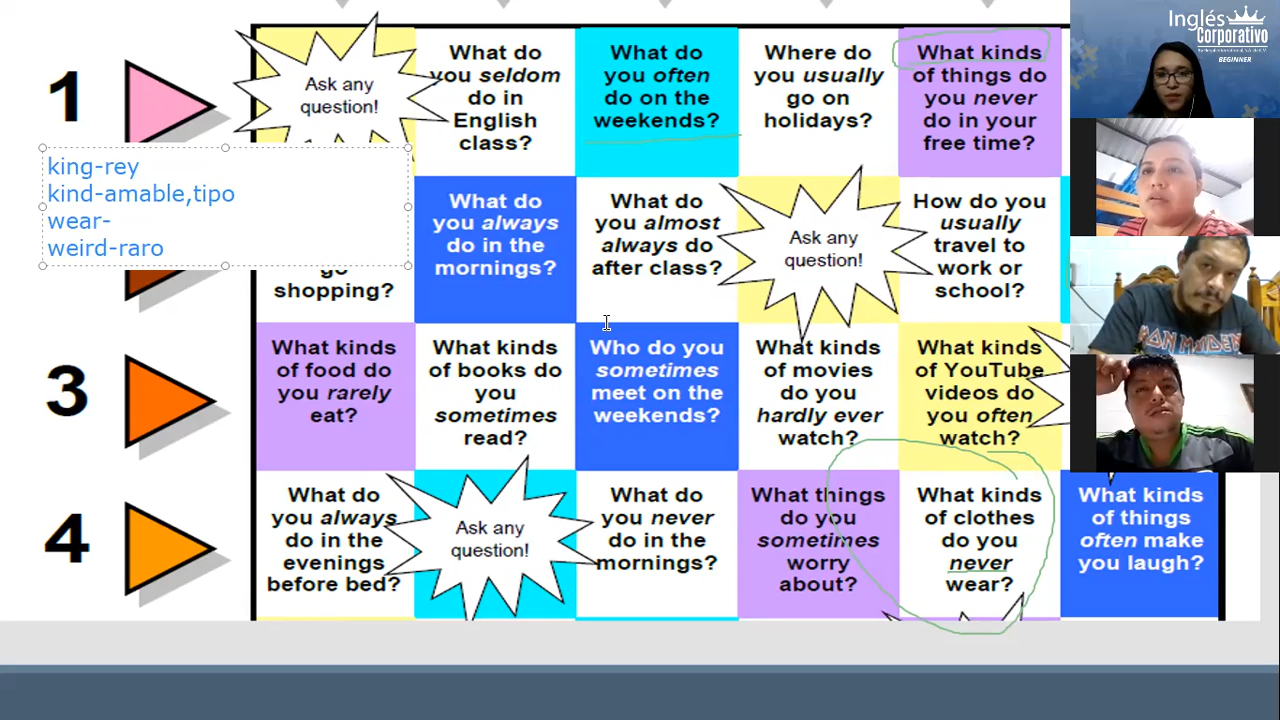 1
Ask any
question!
What do
you seldom
do in
English
class?
What do
you often
do on the
weekends?
Where do
you usually
go on
holidays?
What kinds
of things do
you never
do in your
free time?
king-rey
kind-amable,tipo
wear-
weird-raro
go
shopping?
What do
you always
do in the
mornings?
What do
you almost
always do
after class?
Ask any
question!
How do you
usually
travel to
work or
school?
3
What kinds
of food do
you rarely
eat?
What kinds
of books do
you
sometimes
read?
Who do you
sometimes
meet on the
weekends?
What kinds
of movies
do you
hardly ever
watch?
What kinds
of YouTube
videos do
you often
watch?
4
What do
you always
do in the
evenings
before bed?
Ask any
question!
What do
you never
do in the
mornings?
What things
do you
sometimes
worry
about?
What kinds
of clothes
do you
never
wear?
What kinds
of things
often make
you laugh?
Inglés
Corporativo
BEGINNER
IRON MAIDEN